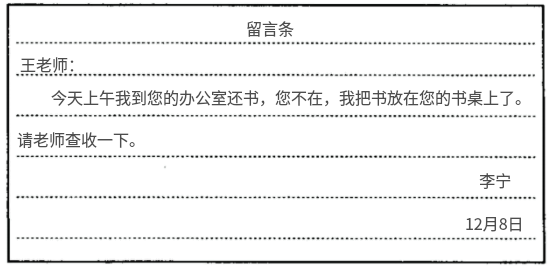 留言条
王老师：
今天上午我到您的办公室还书，您不在，我把书放在您的书桌上了。
请老师查收一下。
李宁
12月8日